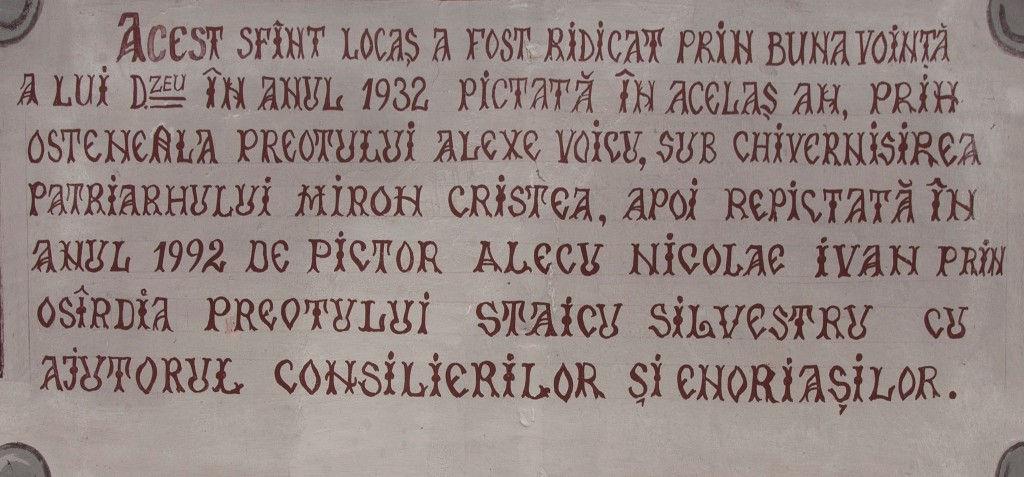 ACEST SFÎNT LOCAȘ A FOST RIDICAT PRIN BUNA VOINȚĂ
A LUI D.ZEU ÎN ANUL 1932 PICTATĂ ÎN ACELAȘ AN, PRIN
OSTENEALA PREOTULUI ALEXE VOICU, SUB CHIVERNISIREA
PATRIARHULUI MIRON CRISTEA, APOI REPICTATĂ ÎN
ANUL 1992 DE PICTOR ALECU NICOLAE IVAN PRIN
OSÎRDIA PREOTULUI STAICU SILVESTRU CU
AJUTORUL CONSILIERILOR ȘI ENORIAȘILOR.